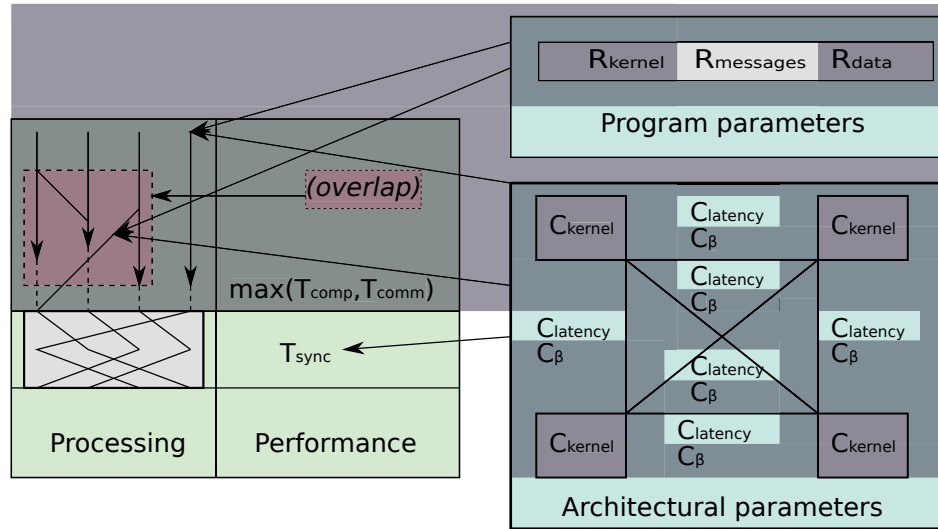 Rkernel Rmessages Rdata
Program parameters
(overlap)
max(Tcomp,Tcomm)
Tsync
Processing Performance
Ckernel
Clatency
Cβ
Ckernel
Clatency
Cβ
Clatency
Cβ
Clatency
Cβ
Clatency
Cβ
Ckernel
Clatency
Cβ
Ckernel
Architectural parameters